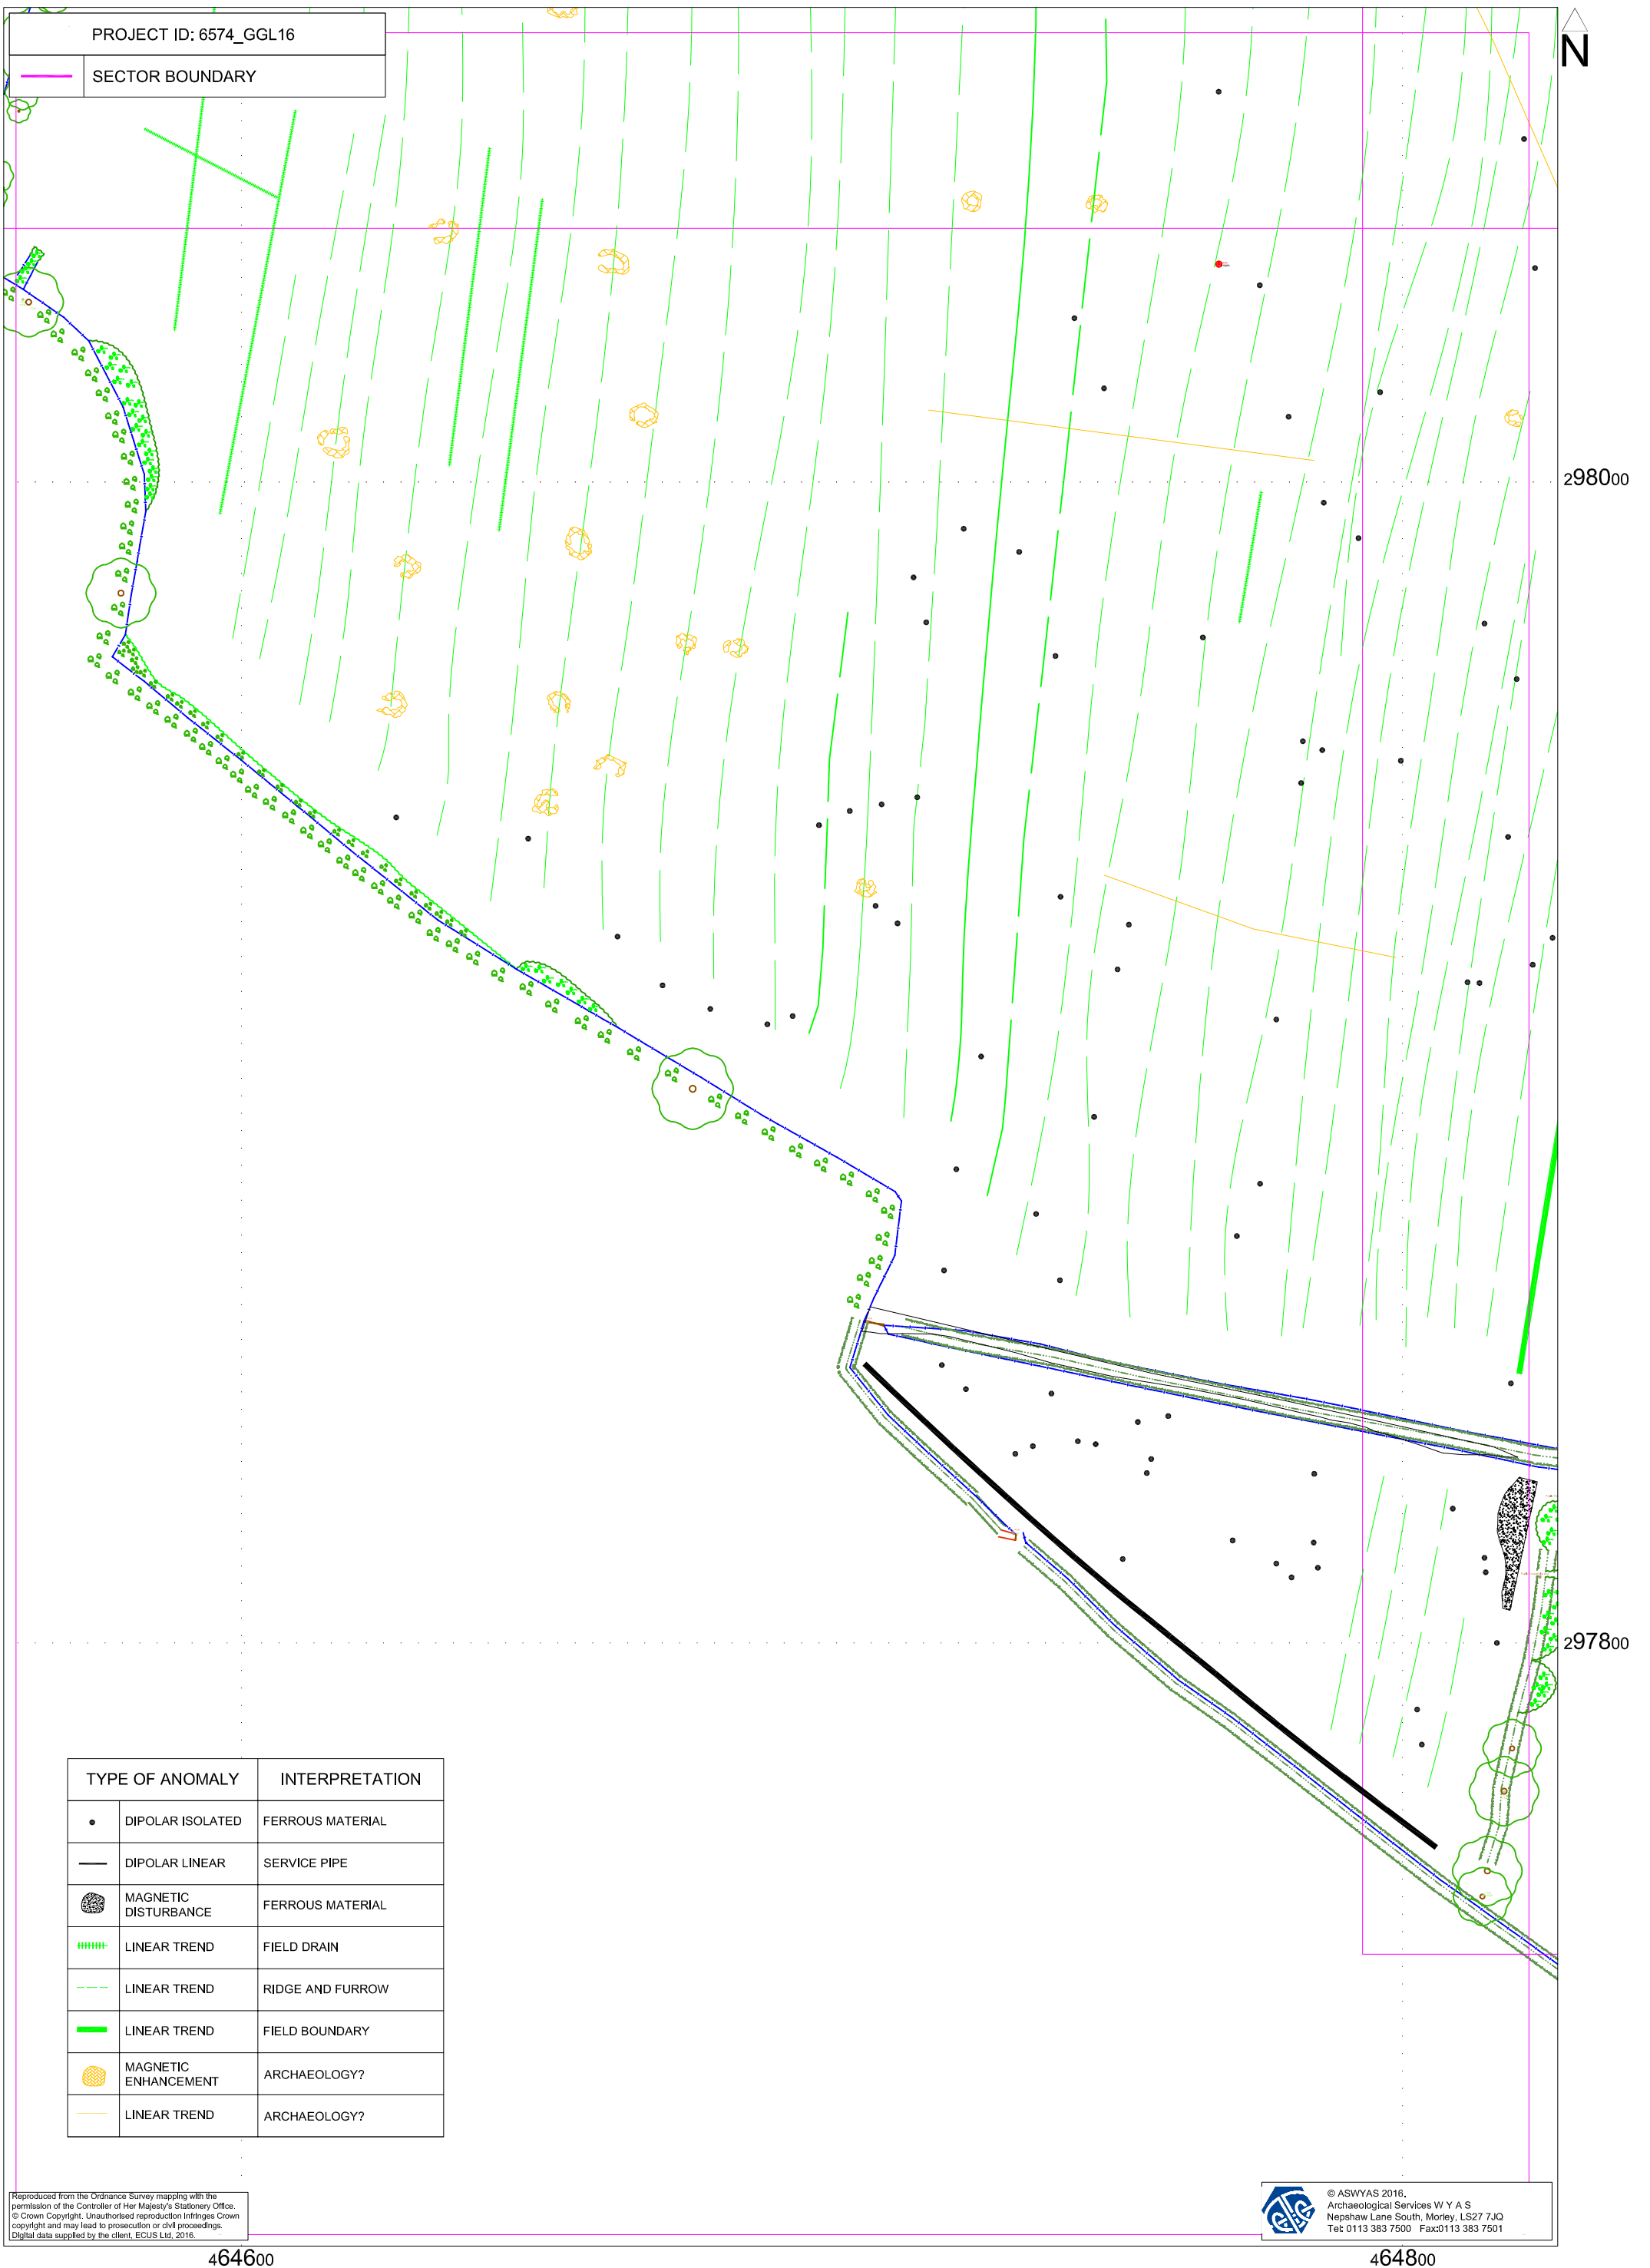 PROJECT ID: 6574_GGL16
SECTOR BOUNDARY
N
298000
297800
TYPE OF ANOMALY INTERPRETATION
DIPOLAR ISOLATED FERROUS MATERIAL
DIPOLAR LINEAR SERVICE PIPE
MAGNETIC
DISTURBANCE FERROUS MATERIAL
LINEAR TREND FIELD DRAIN
LINEAR TREND RIDGE AND FURROW
LINEAR TREND FIELD BOUNDARY
MAGNETIC
ENHANCEMENT ARCHAEOLOGY?
LINEAR TREND ARCHAEOLOGY?
Reproduced from the Ordnance Survey mapping with the
permission of the Controller of Her Majesty's Stationery Office.
© Crown Copyright. Unauthorised reproduction infringes Crown
copyright and may lead to prosecution or civil proceedings.
Digital data supplied by the client, ECUS Ltd, 2016.
© ASWYAS 2016.
Archaeological Services W Y A S
Nepshaw Lane South, Morley, LS27 7JQ
Tel: 0113 383 7500 Fax:0113 383 7501
464600
464800